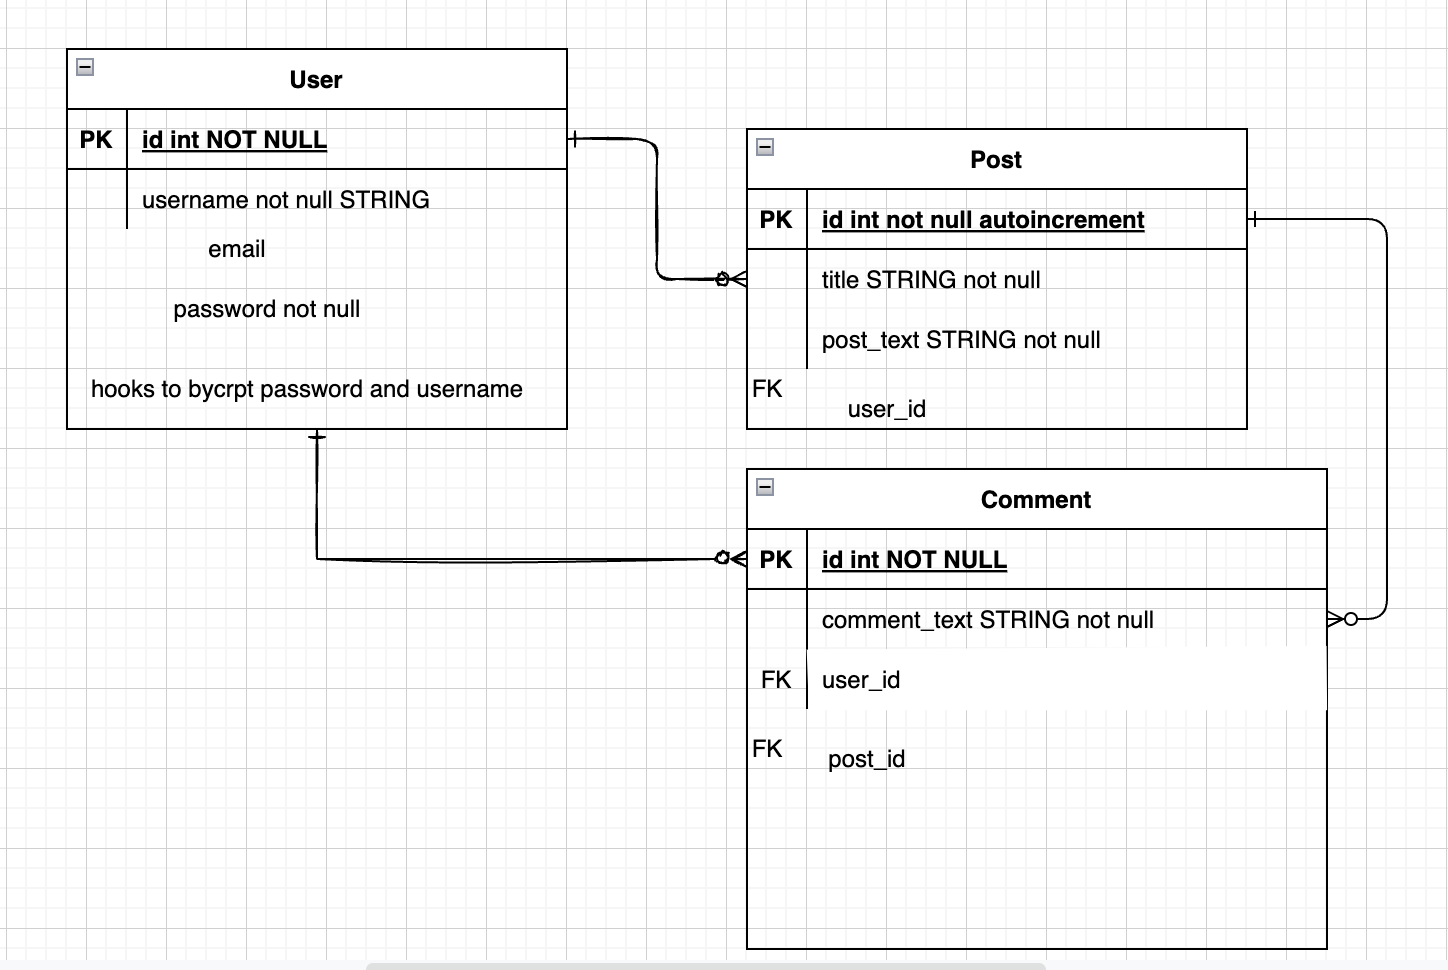 User
PK id int NOT NULL
username not null STRING
email
password not null
hooks to bycrpt password and username
Post
PK id int not null autoincrement
title STRING not null
post_text STRING not null
FK
user_id
Comment
PK id int NOT NULL
comment_text STRING not null
FK user_id
FK
post_id